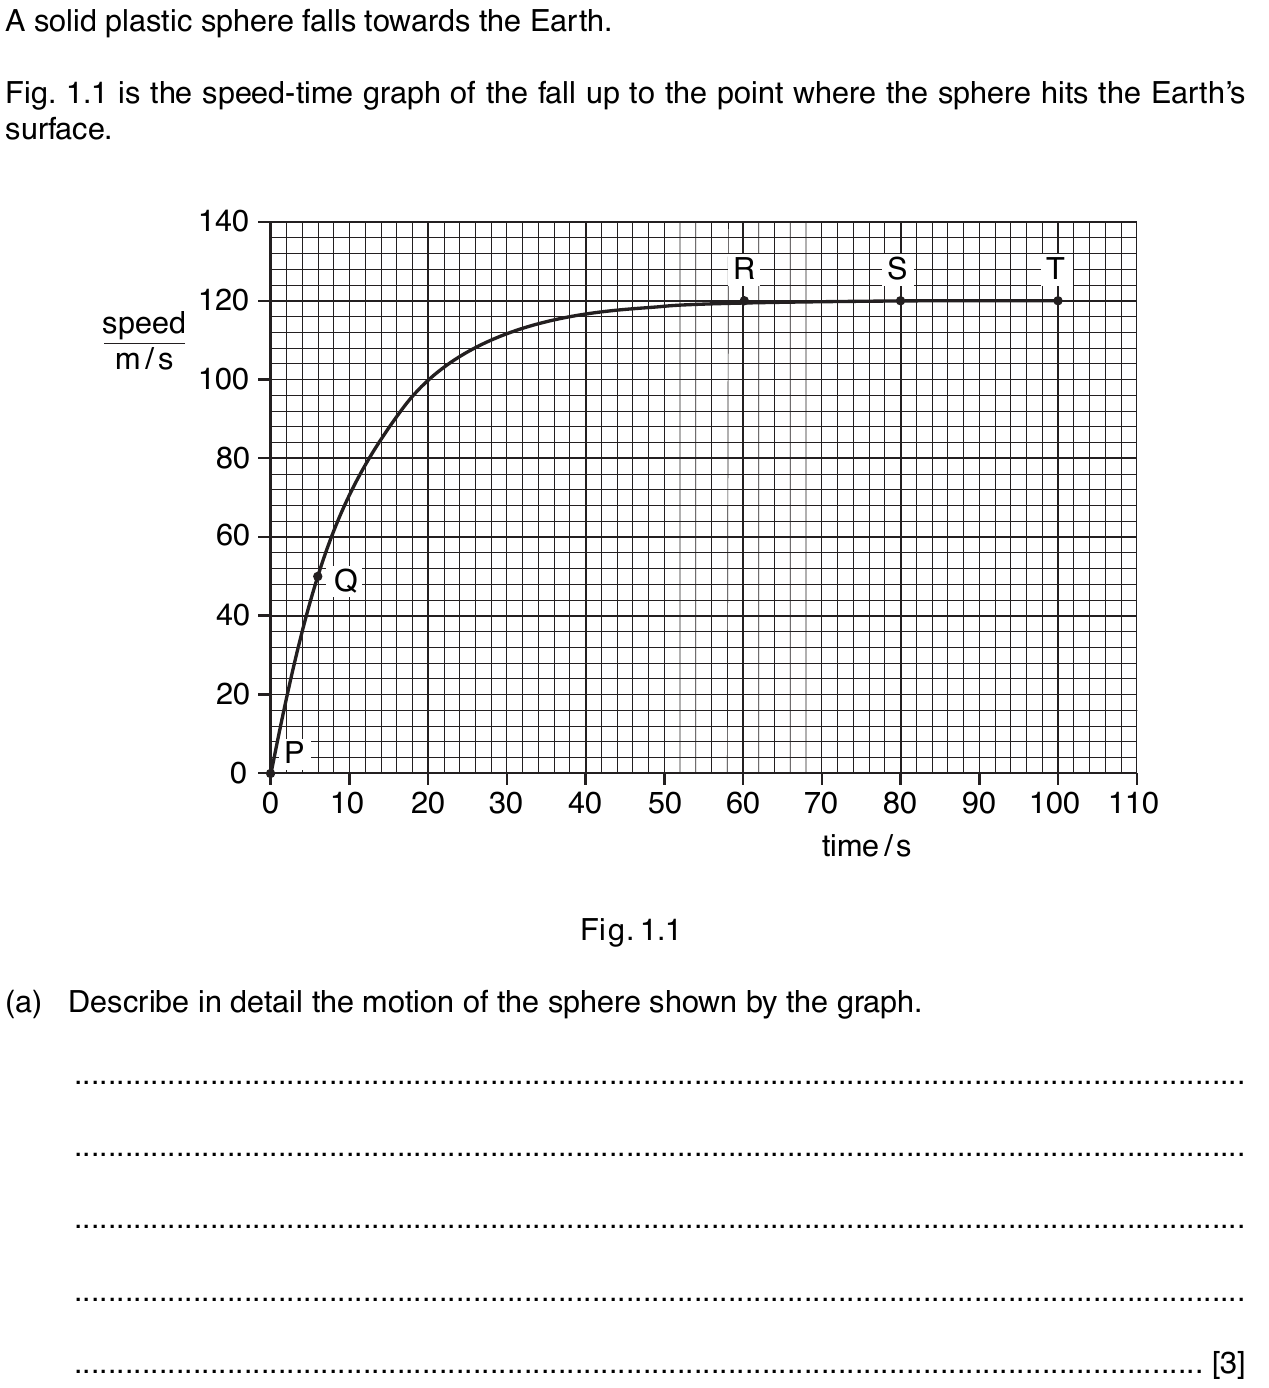 A solid plastic sphere falls towards the Earth.
Fig. 1.1 is the speed-time graph of the fall up to the point where the sphere hits the Earth’s
surface.
140
R
S
T
120
speed
m / s
100
80
60
Q
40
20
P
0
0 10 20 30 40 50 60 70 80 90 100 110
time / s
Fig. 1.1
(a) Describe in detail the motion of the sphere shown by the graph.
..........................................................................................................................................
..........................................................................................................................................
..........................................................................................................................................
..........................................................................................................................................
.................................................................................................................................... [3]